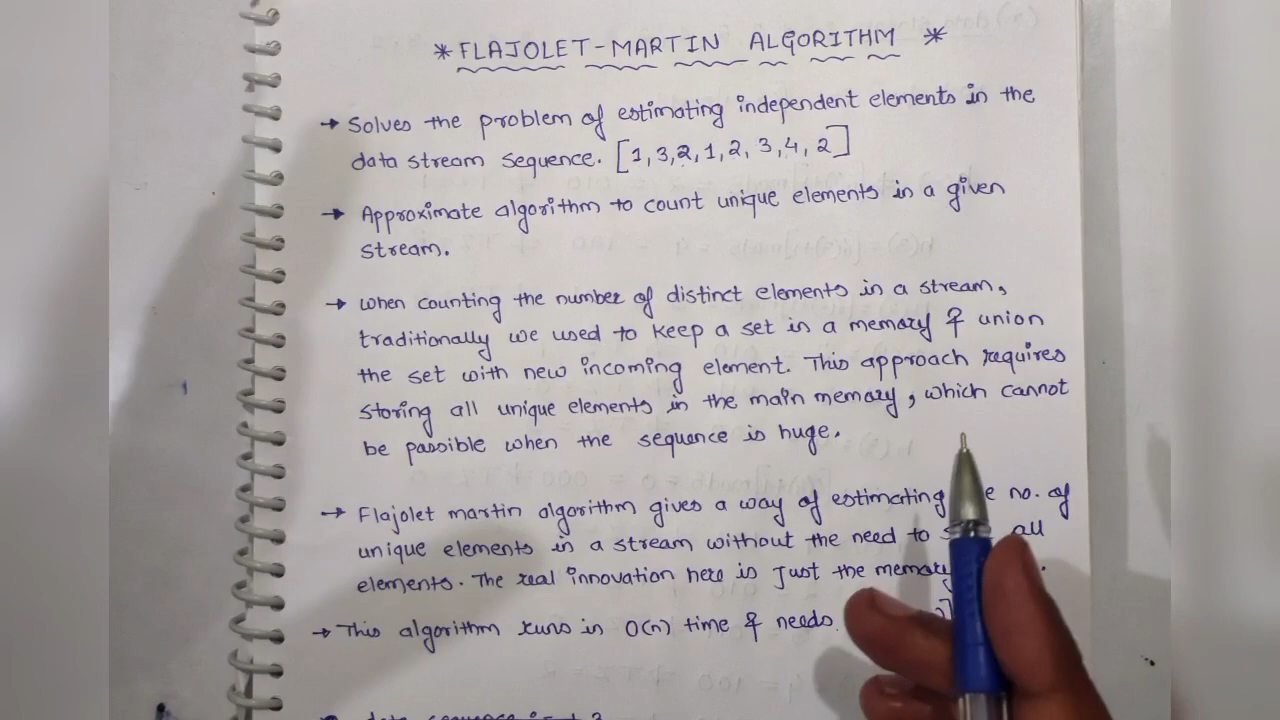 * FLAJOLET-MARTIN ALGORITHM *
→ Solves the problem of estimating independent elements in the
data stream sequence. [1,3,2,1,2,3,4,2]
→ Approximate algorithm to count unique elements in a given
stream.
→ When counting the number of distinct elements in a stream,
traditionally we used to keep a set in a memory & union
the set with new incoming element. This approach requires
storing all unique elements in the main memory, which cannot
be possible when the sequence is huge.
→ Flajolet martin algorithm gives a way of estimating no. of
unique elements in a stream without the need to all
elements. The real innovation here is just the memory
→ This algorithm runs in O(n) time & needs